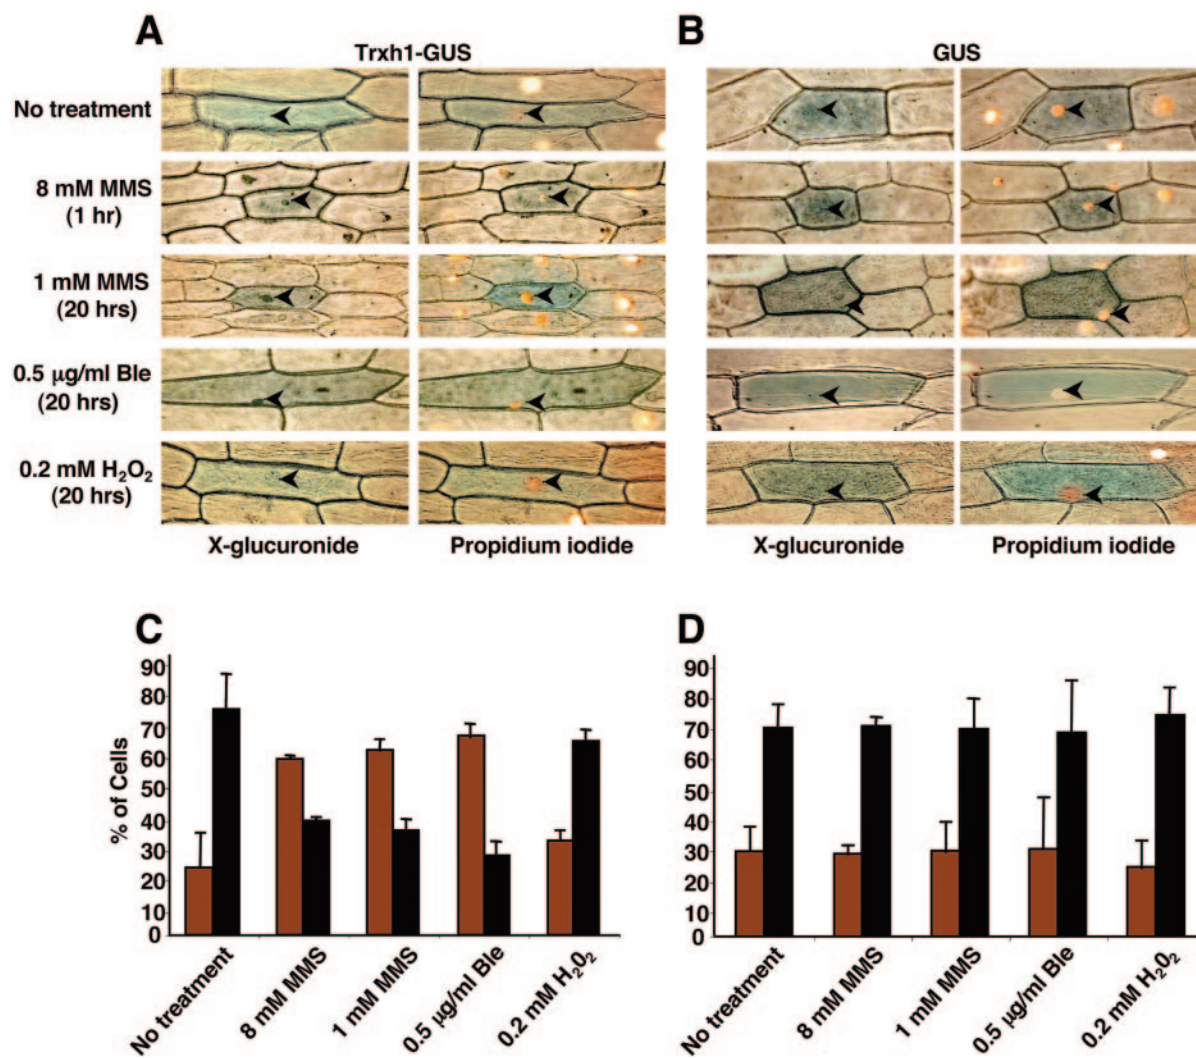 A
B
Trxh1-GUS
GUS
No treatment
8 mM MMS
(1 hr)
1 mM MMS
(20 hrs)
0.5 μg/ml Ble
(20 hrs)
0.2 mM H₂O₂
(20 hrs)
X-glucuronide
Propidium iodide
X-glucuronide
Propidium iodide
C
% of Cells
90
80
70
60
50
40
30
20
10
0
No treatment
8 mM MMS
1 mM MMS
0.5 μg/ml Ble
0.2 mM H₂0₂
D
90
80
70
60
50
40
30
20
10
0
No treatment
8 mM MMS
1 mM MMS
0.5 μg/ml Ble
0.2 mM H₂0₂